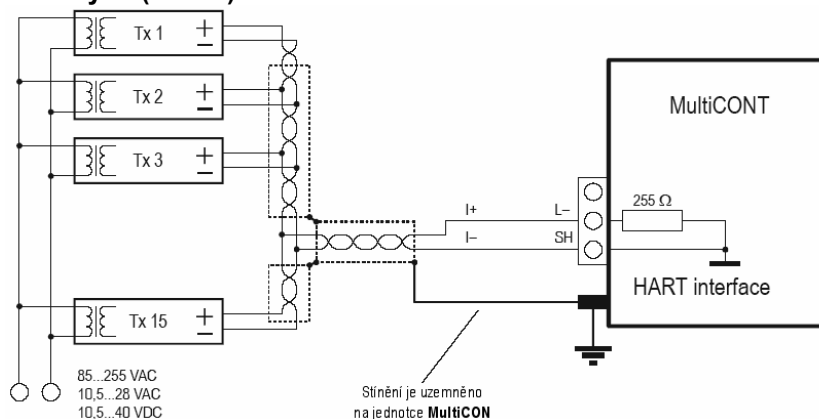 Tx 1
+
−
Tx 2
+
−
Tx 3
+
−
Tx 15
+
−
85...255 VAC
10,5...28 VAC
10,5...40 VDC
I+
I−
L−
SH
255 Ω
MultiCONT
HART interface
Stínění je uzemněno
na jednotce MultiCON